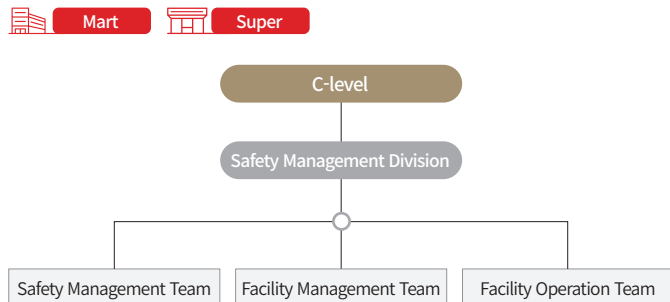 Mart
Super
C-level
Safety Management Division
Safety Management Team
Facility Management Team
Facility Operation Team